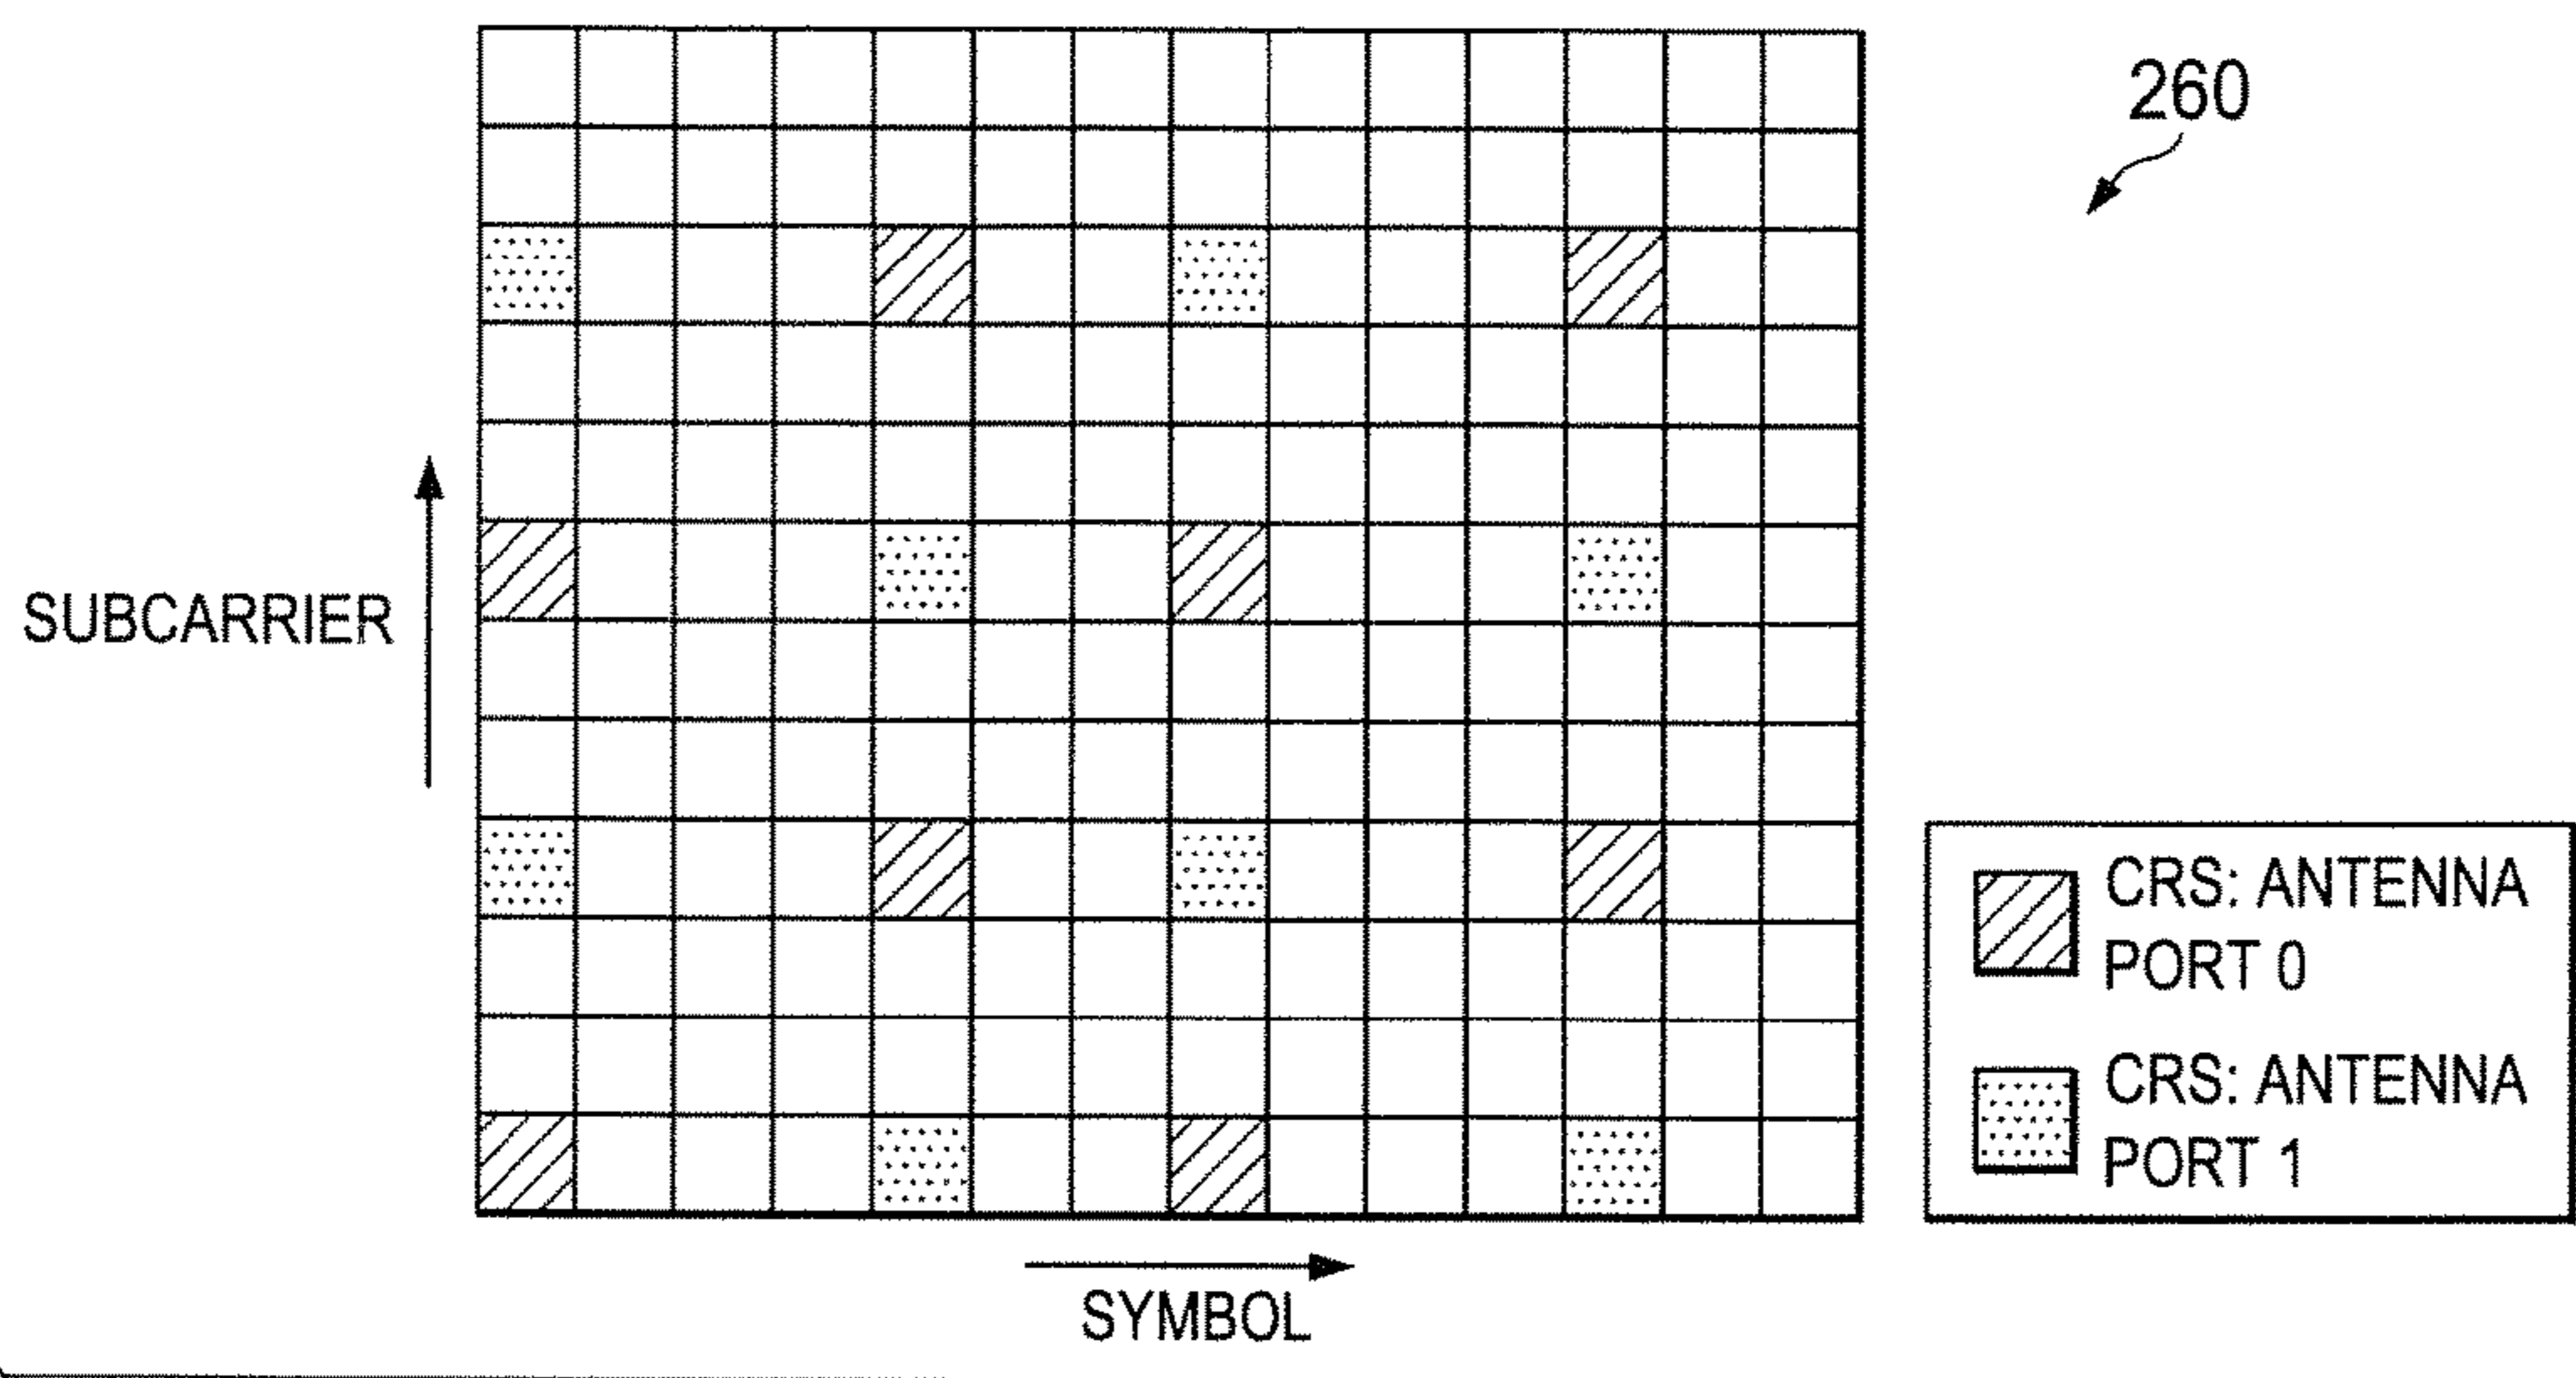 260
SUBCARRIER
CRS: ANTENNA
PORT 0
CRS: ANTENNA
PORT 1
SYMBOL